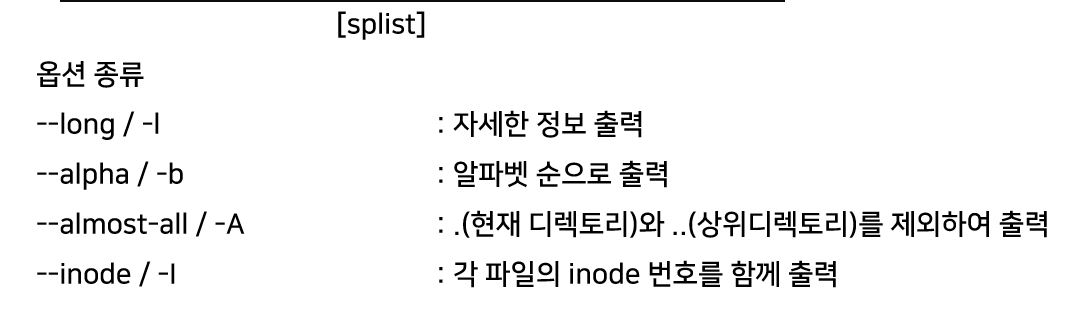 [splist]
옵션 종류
--long / -l : 자세한 정보 출력
--alpha / -b : 알파벳 순으로 출력
--almost-all / -A : .(현재 디렉토리)와 ..(상위디렉토리)를 제외하여 출력
--inode / -I : 각 파일의 inode 번호를 함께 출력